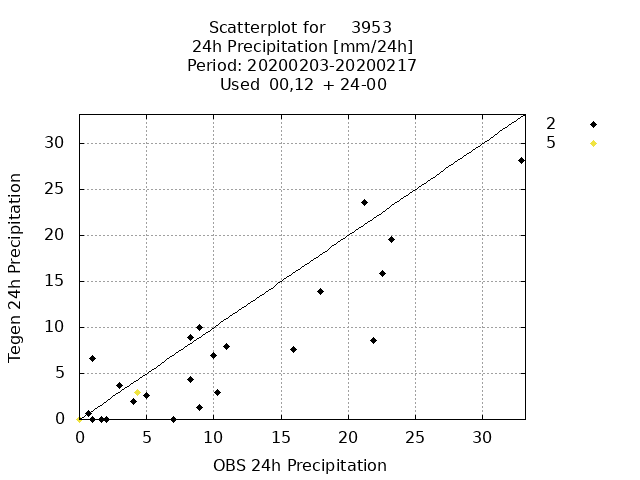 Scatterplot for 3953
24h Precipitation [mm/24h]
Period: 20200203-20200217
Used 00,12 + 24-00
2
5
Tegen 24h Precipitation
30
25
20
15
10
5
0
0 5 10 15 20 25 30
OBS 24h Precipitation